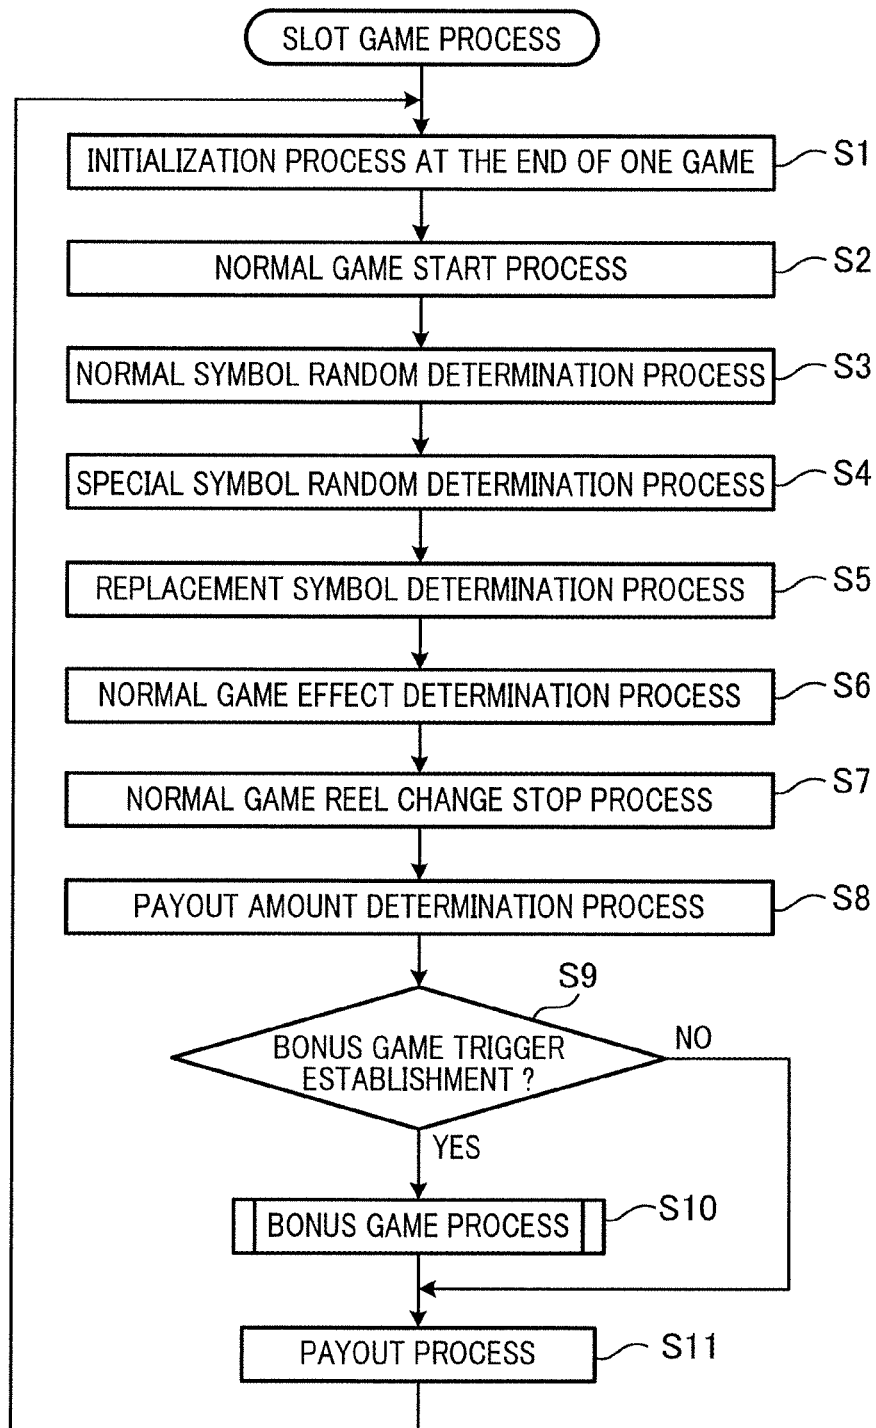 SLOT GAME PROCESS
INITIALIZATION PROCESS AT THE END OF ONE GAME
S1
NORMAL GAME START PROCESS
S2
NORMAL SYMBOL RANDOM DETERMINATION PROCESS
S3
SPECIAL SYMBOL RANDOM DETERMINATION PROCESS
S4
REPLACEMENT SYMBOL DETERMINATION PROCESS
S5
NORMAL GAME EFFECT DETERMINATION PROCESS
S6
NORMAL GAME REEL CHANGE STOP PROCESS
S7
PAYOUT AMOUNT DETERMINATION PROCESS
S8
S9
BONUS GAME TRIGGER
ESTABLISHMENT ?
NO
YES
BONUS GAME PROCESS
S10
PAYOUT PROCESS
S11